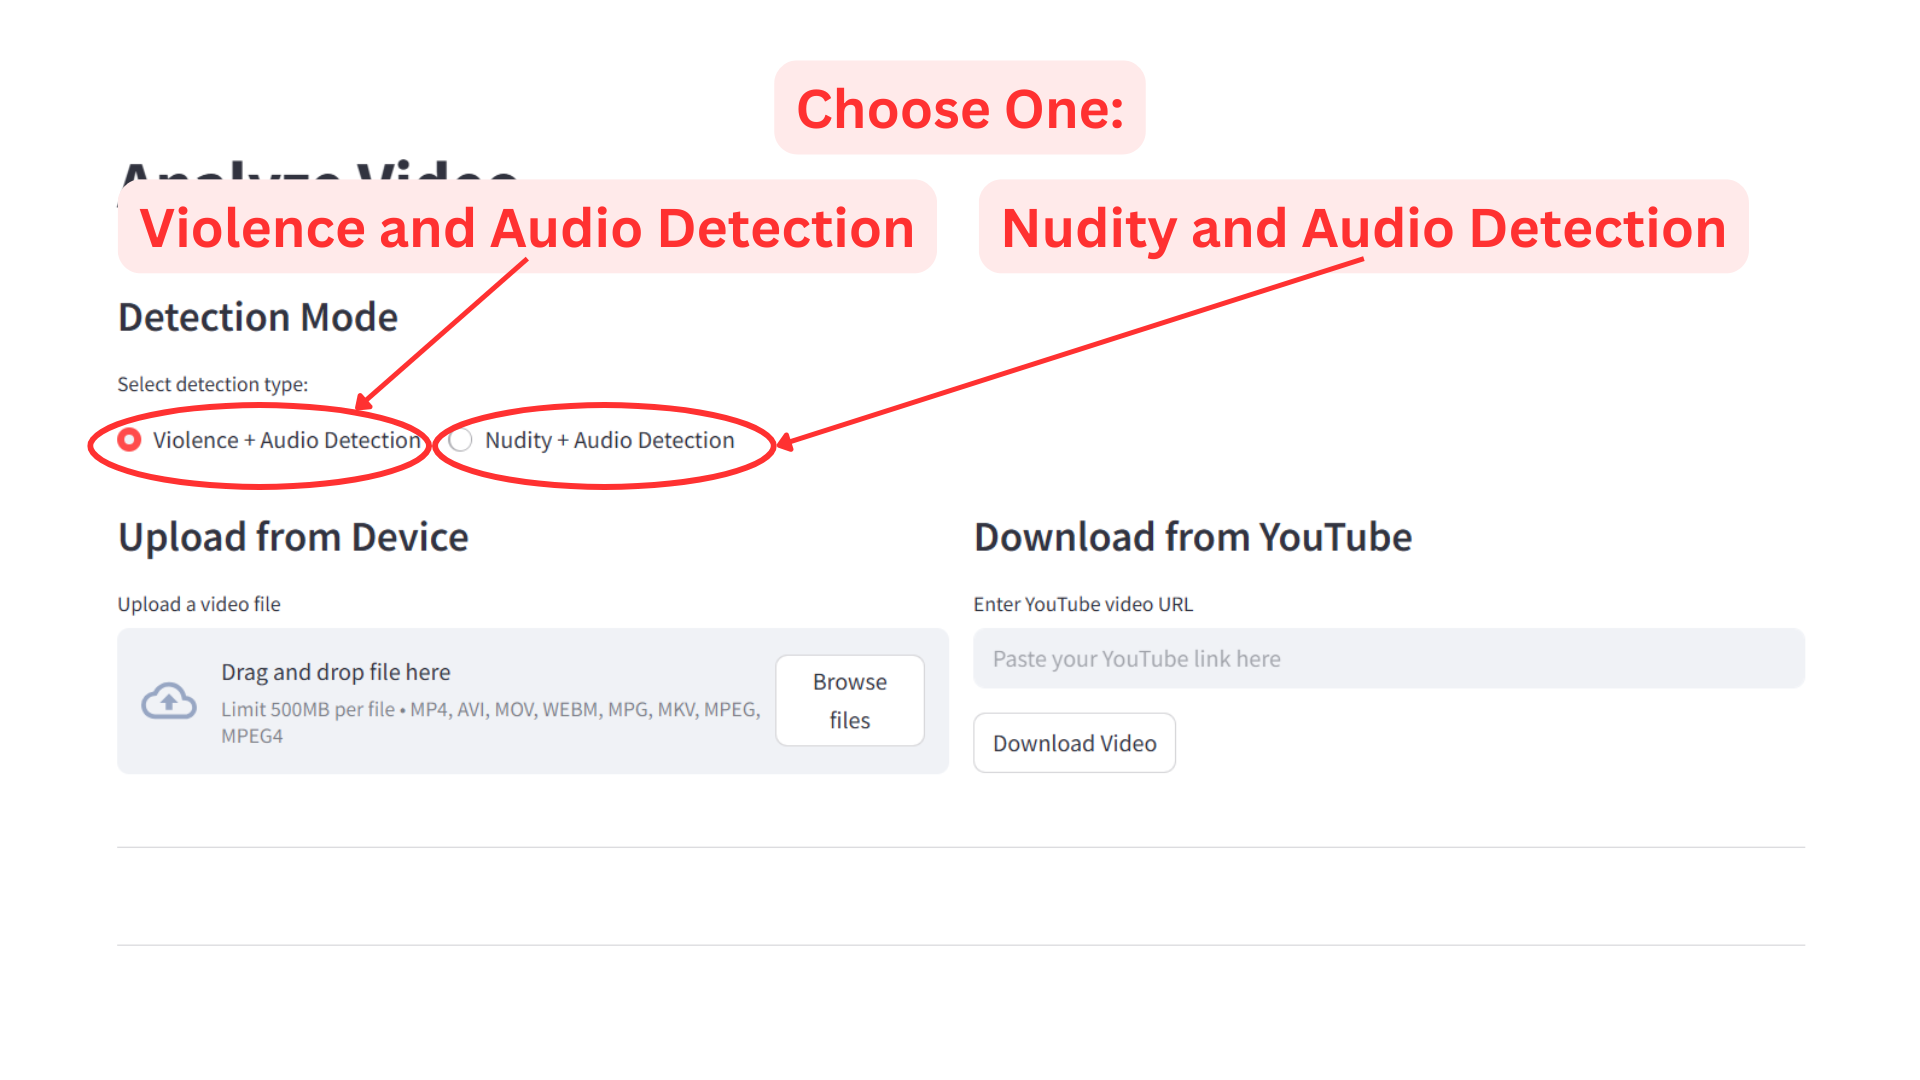 Choose One:
Analyze Video
Violence and Audio Detection
Nudity and Audio Detection
Detection Mode
Select detection type:
Violence + Audio Detection
Nudity + Audio Detection
Upload from Device
Upload a video file
Drag and drop file here
Limit 500MB per file • MP4, AVI, MOV, WEBM, MPG, MKV, MPEG,
MPEG4
Browse
files
Download from YouTube
Enter YouTube video URL
Paste your YouTube link here
Download Video